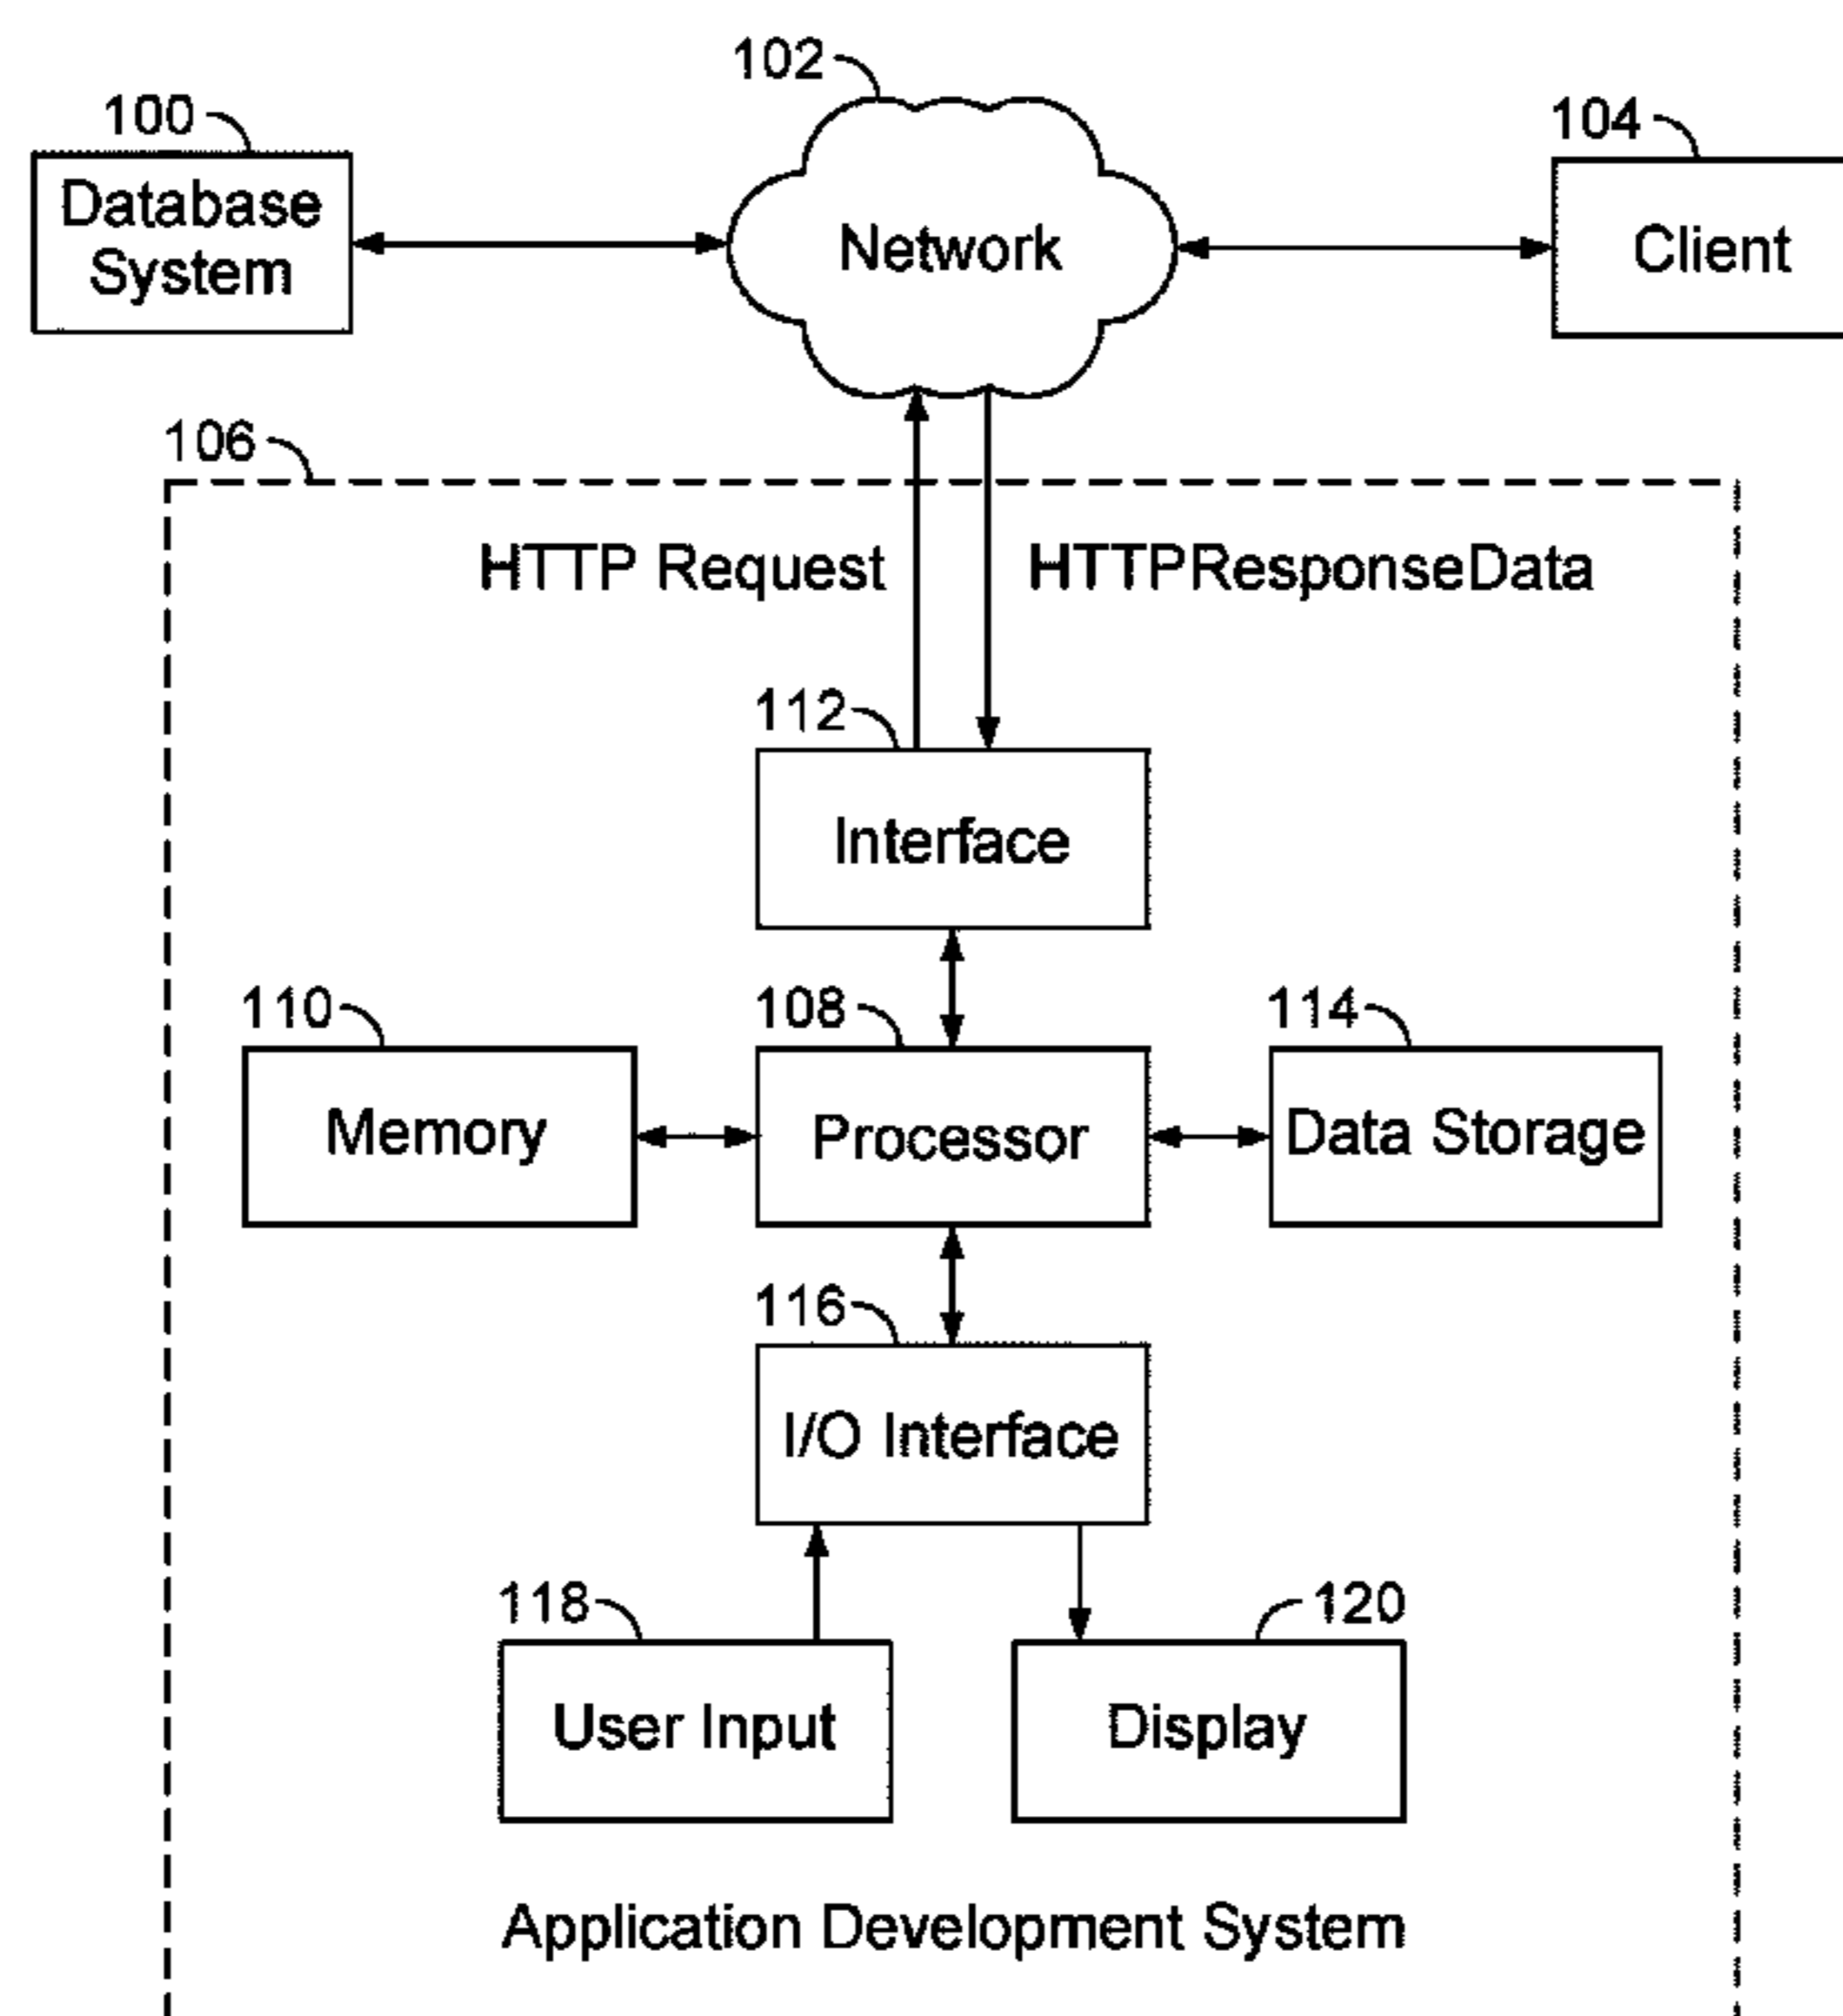 102
100
104
Database
System
Network
Client
106
HTTP Request
HTTPResponseData
112
Interface
110
108
114
Memory
Processor
Data Storage
116
I/O Interface
118
120
User Input
Display
Application Development System